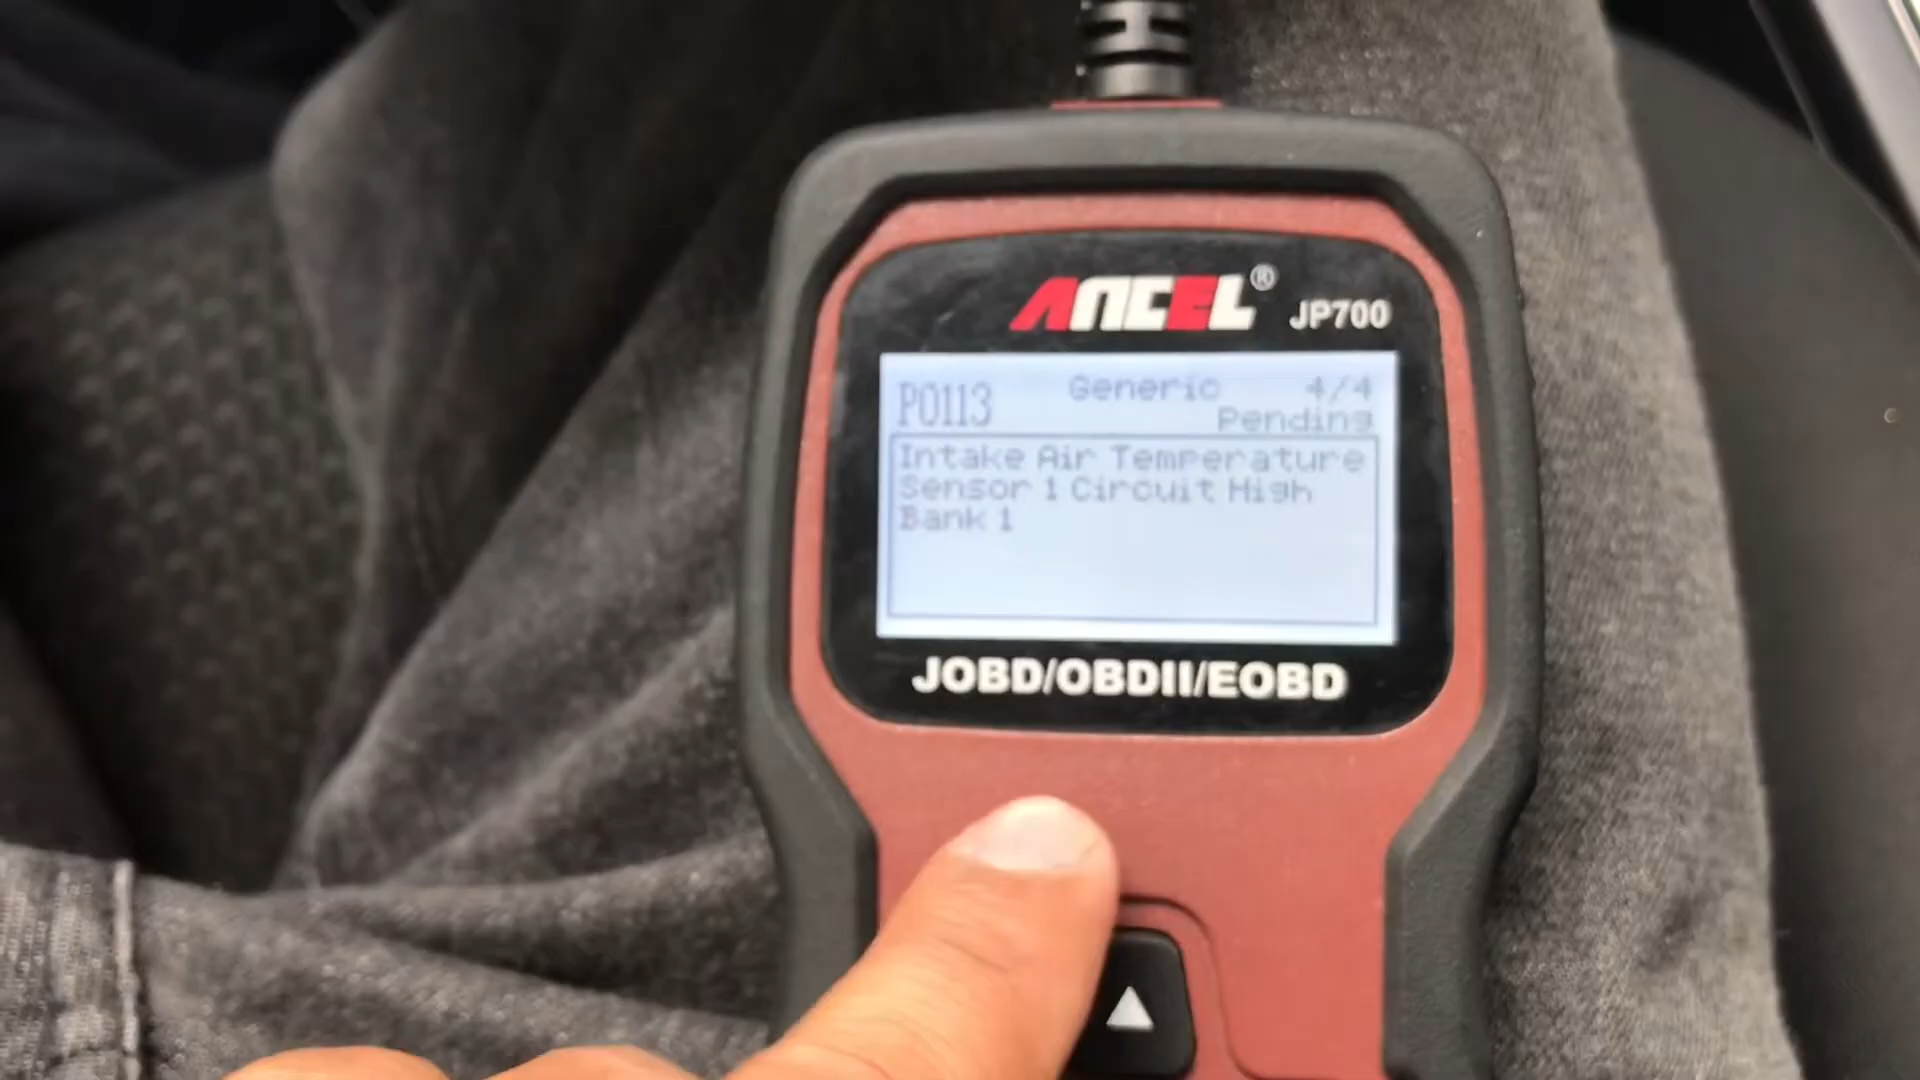 ANCEL® JP700
P0113 Generic 4/4
Pending
Intake Air Temperature
Sensor 1 Circuit High
Bank 1
JOBD/OBDII/EOBD